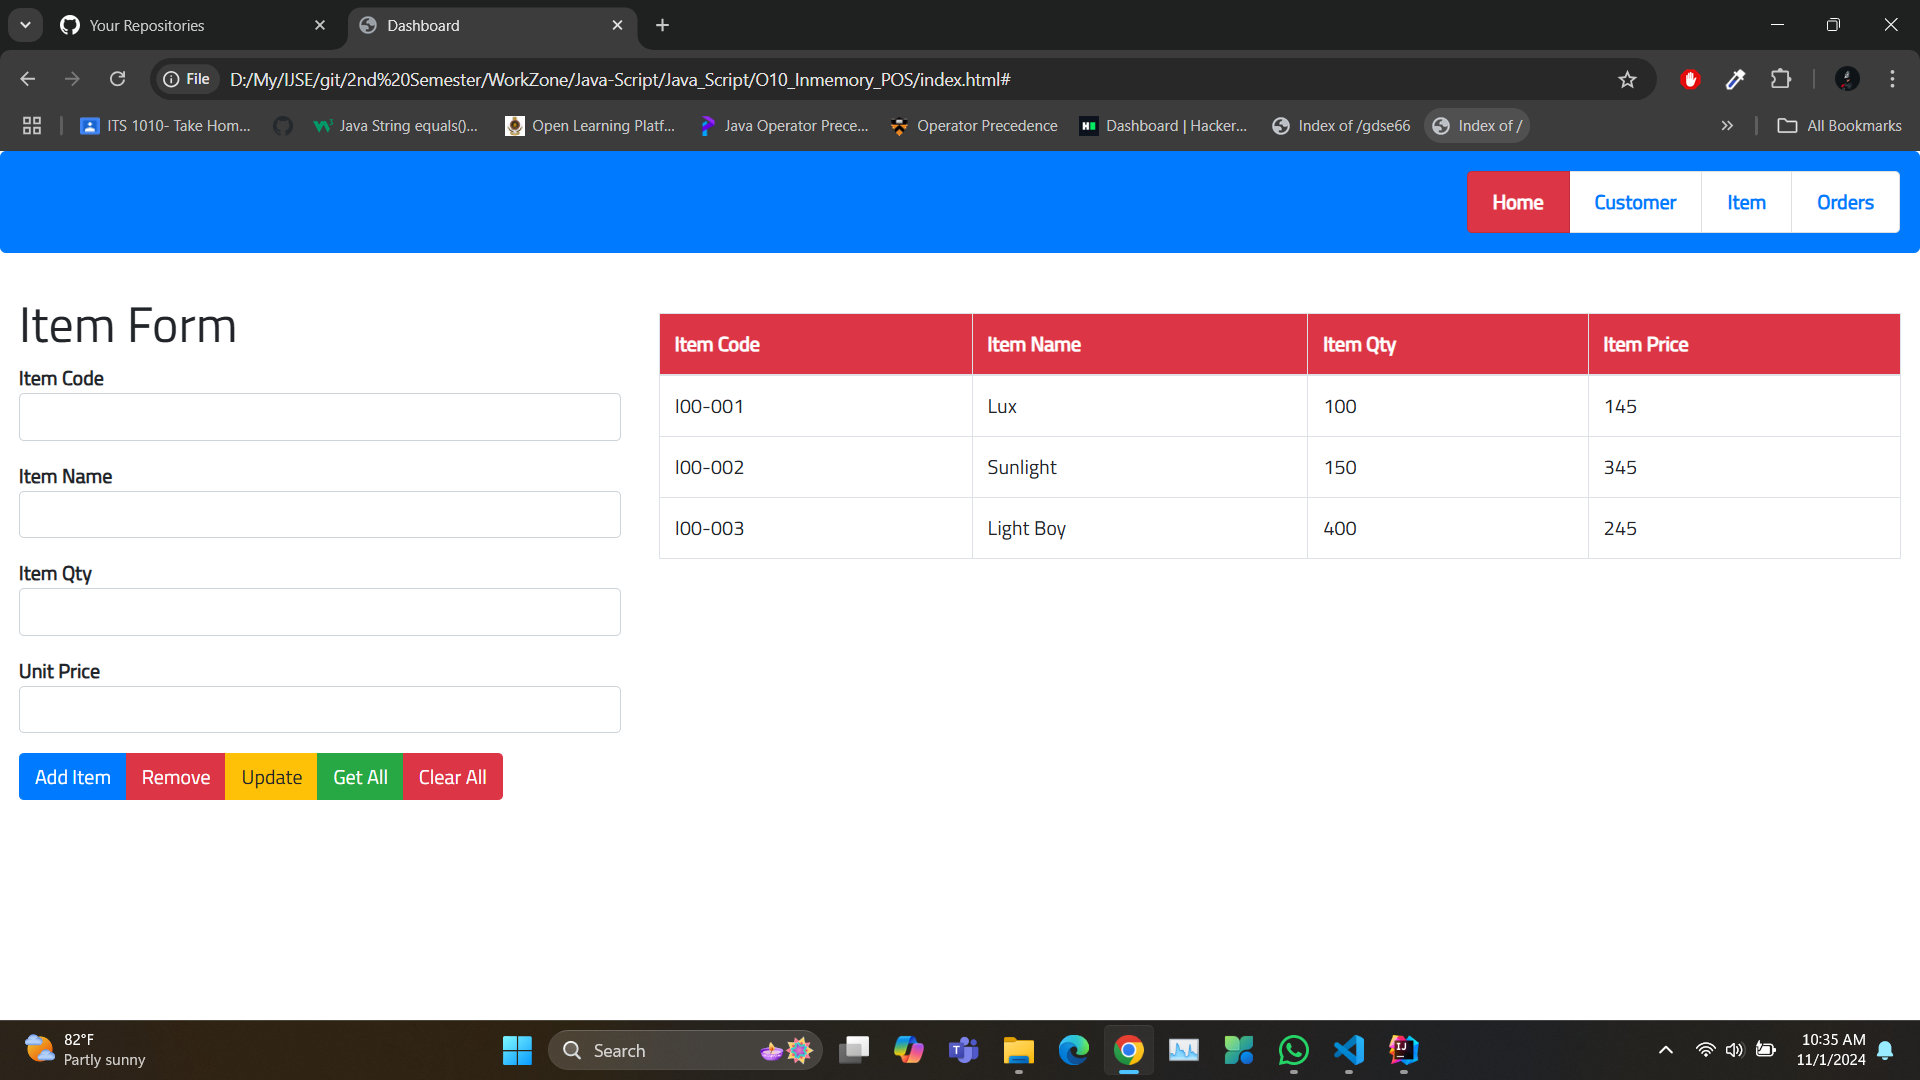 Your Repositories
Dashboard
File
D:/My/IJSE/git/2nd%20Semester/WorkZone/Java-Script/Java_Script/O10_Inmemory_POS/index.html#
ITS 1010- Take Hom...
Java String equals()...
Open Learning Platf...
Java Operator Prece...
Operator Precedence
Dashboard | Hacker...
Index of /gdse66
Index of /
All Bookmarks
Home
Customer
Item
Orders
Item Form
Item Code
Item Name
Item Qty
Unit Price
Add Item
Remove
Update
Get All
Clear All
Item Code Item Name Item Qty Item Price
I00-001 Lux 100 145
I00-002 Sunlight 150 345
I00-003 Light Boy 400 245
82°F
Partly sunny
Search
10:35 AM
11/1/2024